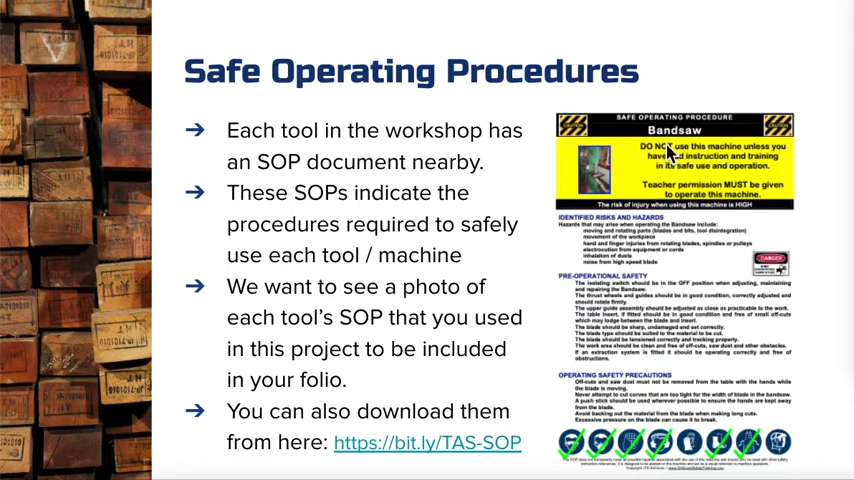 Safe Operating Procedures
Each tool in the workshop has
an SOP document nearby.
These SOPs indicate the
procedures required to safely
use each tool / machine
We want to see a photo of
each tool's SOP that you used
in this project to be included
in your folio.
You can also download them
from here: https://bit.ly/TAS-SOP
SAFE OPERATING PROCEDURE
Bandsaw
DO NOT use this machine unless you
have instruction and training
in its safe use and operation.
Teacher permission MUST be given
to operate this machine.
The risk of injury when using this machine is HIGH
IDENTIFIED RISKS AND HAZARDS
Hazards that may arise when operating the Bandsaw include:
moving and rotating parts (blades and bits, tool disintegration)
movement of the workpiece
hand and finger injuries from rotating blades, spindles or pulleys
electrocution from equipment or cords
inhalation of dusts
noise from high speed blade
DANGER
PRE-OPERATIONAL SAFETY
The isolating switch should be in the OFF position when adjusting, maintaining
and repairing the Bandsaw.
The thrust wheels and guides should be in good condition, correctly adjusted and
should rotate firmly.
The upper guide assembly should be adjusted as close as practicable to the work.
The table insert, if fitted should be in good condition and free of small off-cuts
which may lodge between the blade and insert.
The blade should be sharp, undamaged and set correctly.
The blade type should be suited to the material to be cut.
The blade should be tensioned correctly and tracking properly.
The work area should be clean and free of off-cuts, saw dust and other obstacles.
If an extraction system is fitted it should be operating correctly and free of
obstructions.
OPERATING SAFETY PRECAUTIONS
Off-cuts and saw dust must not be removed from the table with the hands while
the blade is moving.
Never attempt to cut curves that are too tight for the width of blade in the bandsaw.
A push stick should be used wherever possible to ensure the hands are kept away
from the blade.
Avoid backing out the material from the blade when making long cuts.
Excessive pressure on the blade can cause it to break.